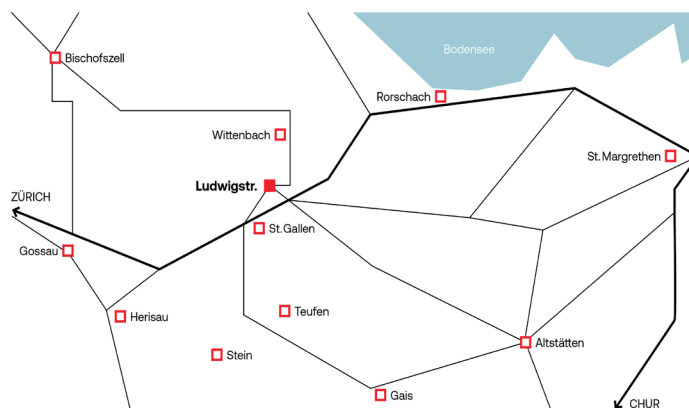 Bodensee
Bischofszell
Rorschach
Wittenbach
St. Margrethen
Ludwigstr.
ZÜRICH
St. Gallen
Gossau
Teufen
Herisau
Altstätten
Stein
Gais
CHUR